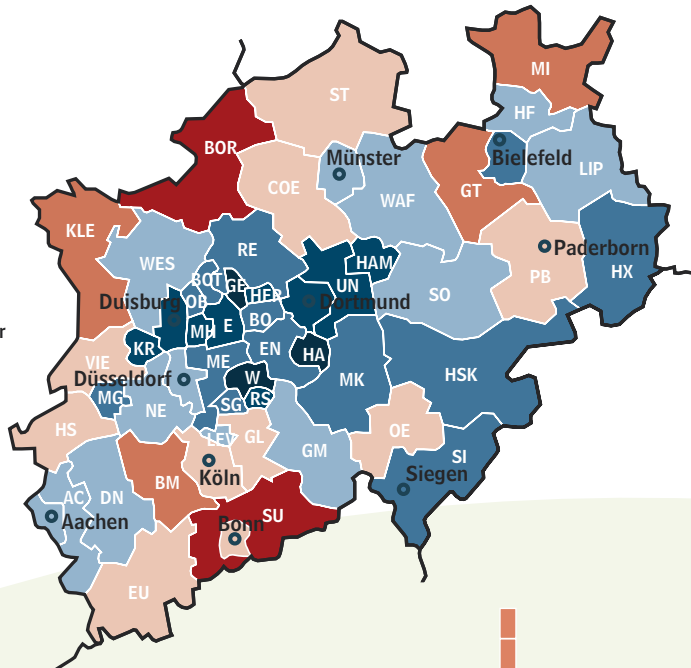 MI
ST
HF
BOR
Münster
Bielefeld
COE
LIP
GT
WAF
KLE
RE
Paderborn
WES
HAM
HX
PB
BOT
GE
UN
SO
OB
HER
Duisburg
Dortmund
BO
MH
E
r
KR
EN
HA
VIE
ME
HSK
Düsseldorf
W
MK
MG
RS
SG
NE
HS
OE
LEV
GL
GM
SI
Köln
Siegen
BM
AC
DN
SU
Aachen
Bonn
EU